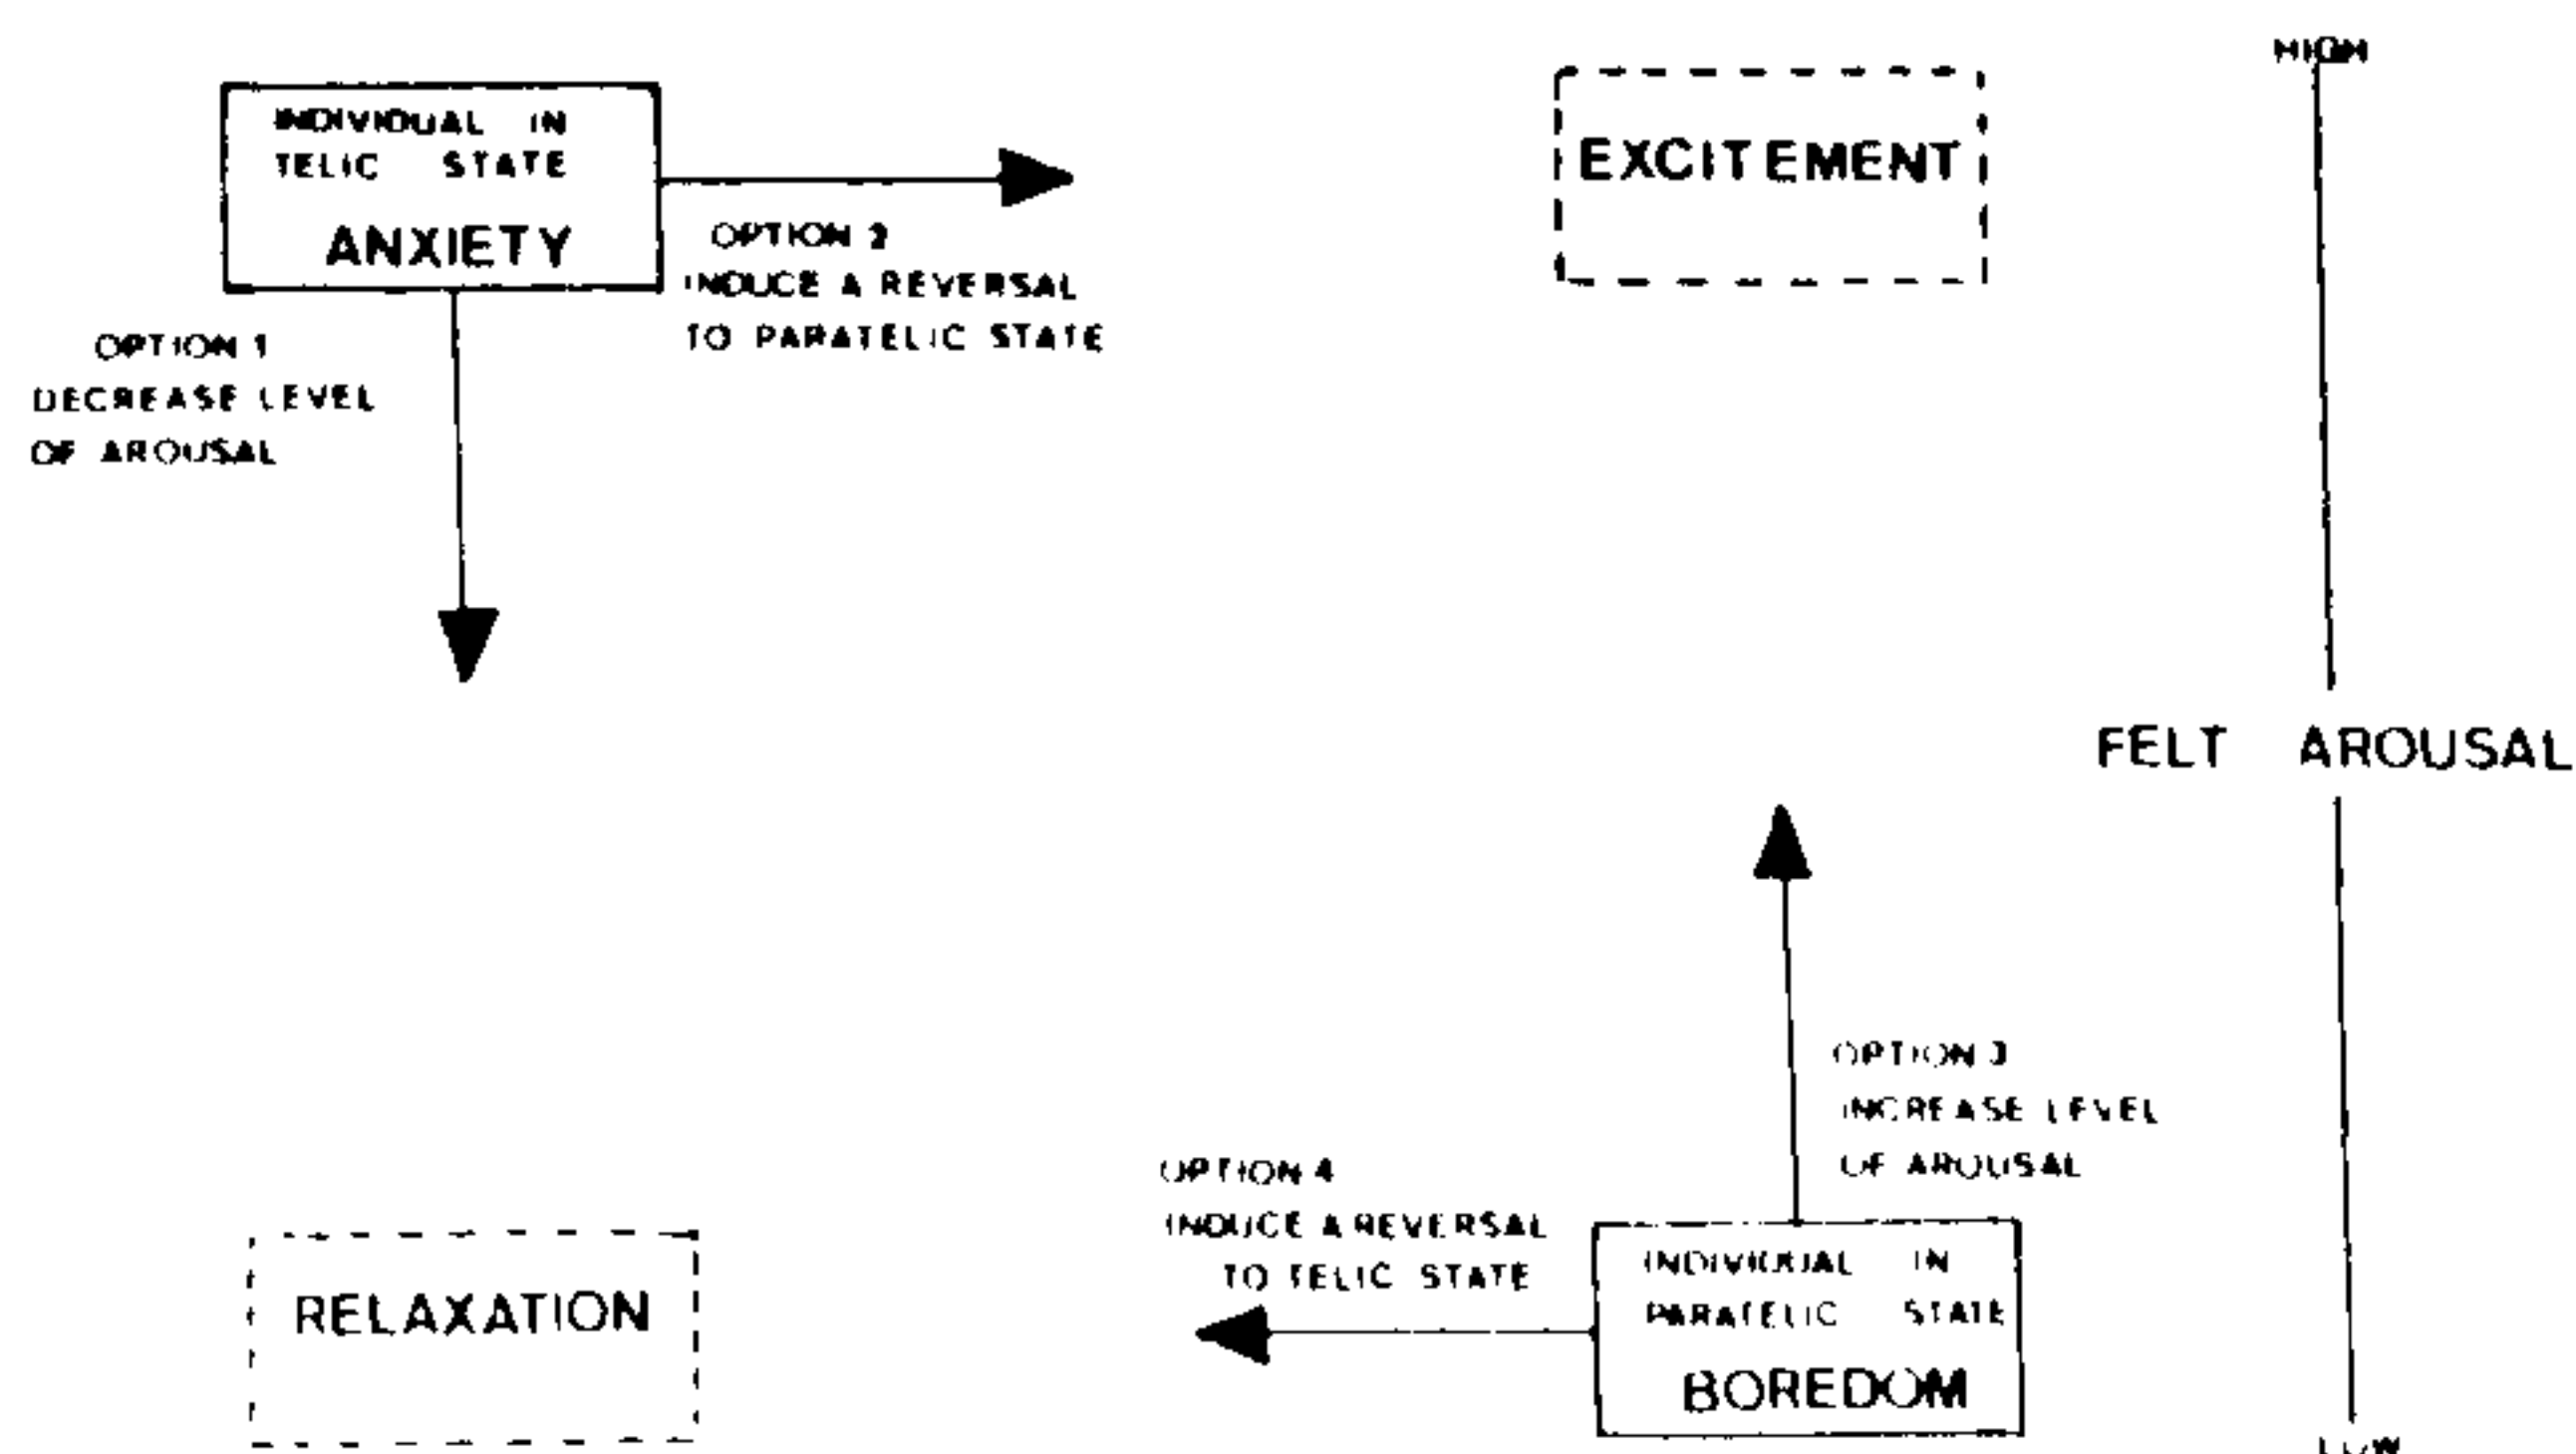 HIGH
INDIVIDUAL IN
TELIC STATE
ANXIETY
EXCITEMENT
OPTION 2
INDUCE A REVERSAL
TO PARATELIC STATE
OPTION 1
DECREASE LEVEL
OF AROUSAL
FELT AROUSAL
OPTION 3
INCREASE LEVEL
OF AROUSAL
OPTION 4
INDUCE A REVERSAL
TO TELIC STATE
INDIVIDUAL IN
PARATELIC STATE
BOREDOM
RELAXATION
LOW